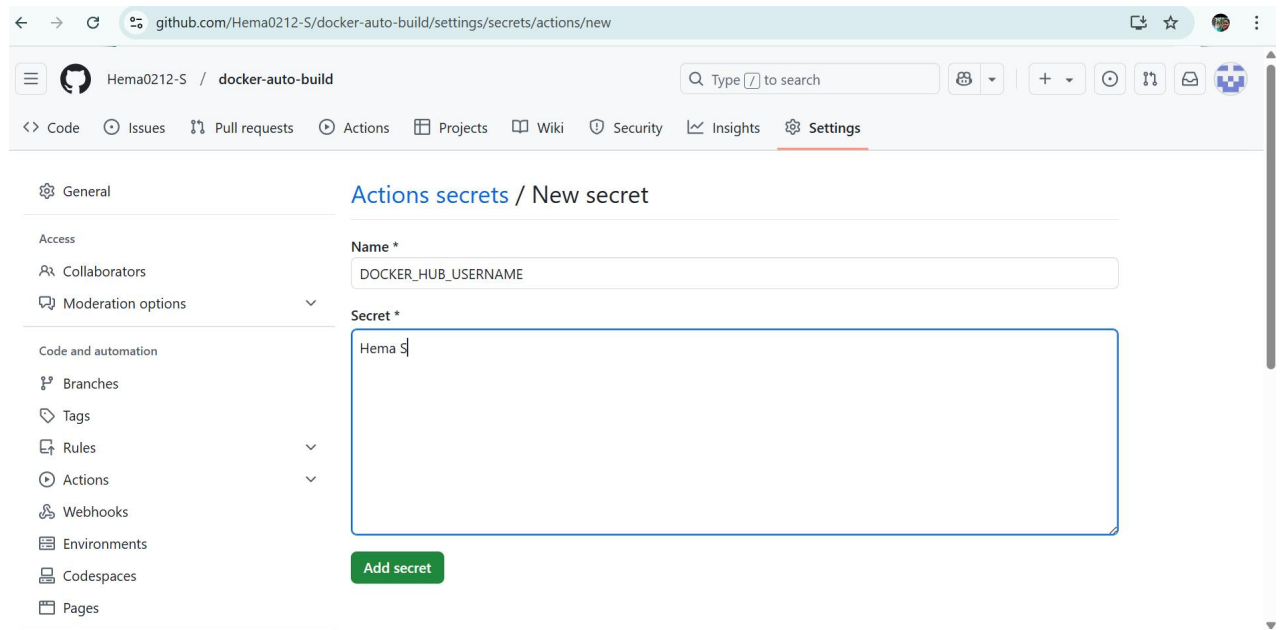 github.com/Hema0212-S/docker-auto-build/settings/secrets/actions/new
Hema0212-S / docker-auto-build
Type / to search
Code Issues Pull requests Actions Projects Wiki Security Insights Settings
General
Access
Collaborators
Moderation options
Code and automation
Branches
Tags
Rules
Actions
Webhooks
Environments
Codespaces
Pages
Actions secrets / New secret
Name *
DOCKER_HUB_USERNAME
Secret *
Hema S
Add secret